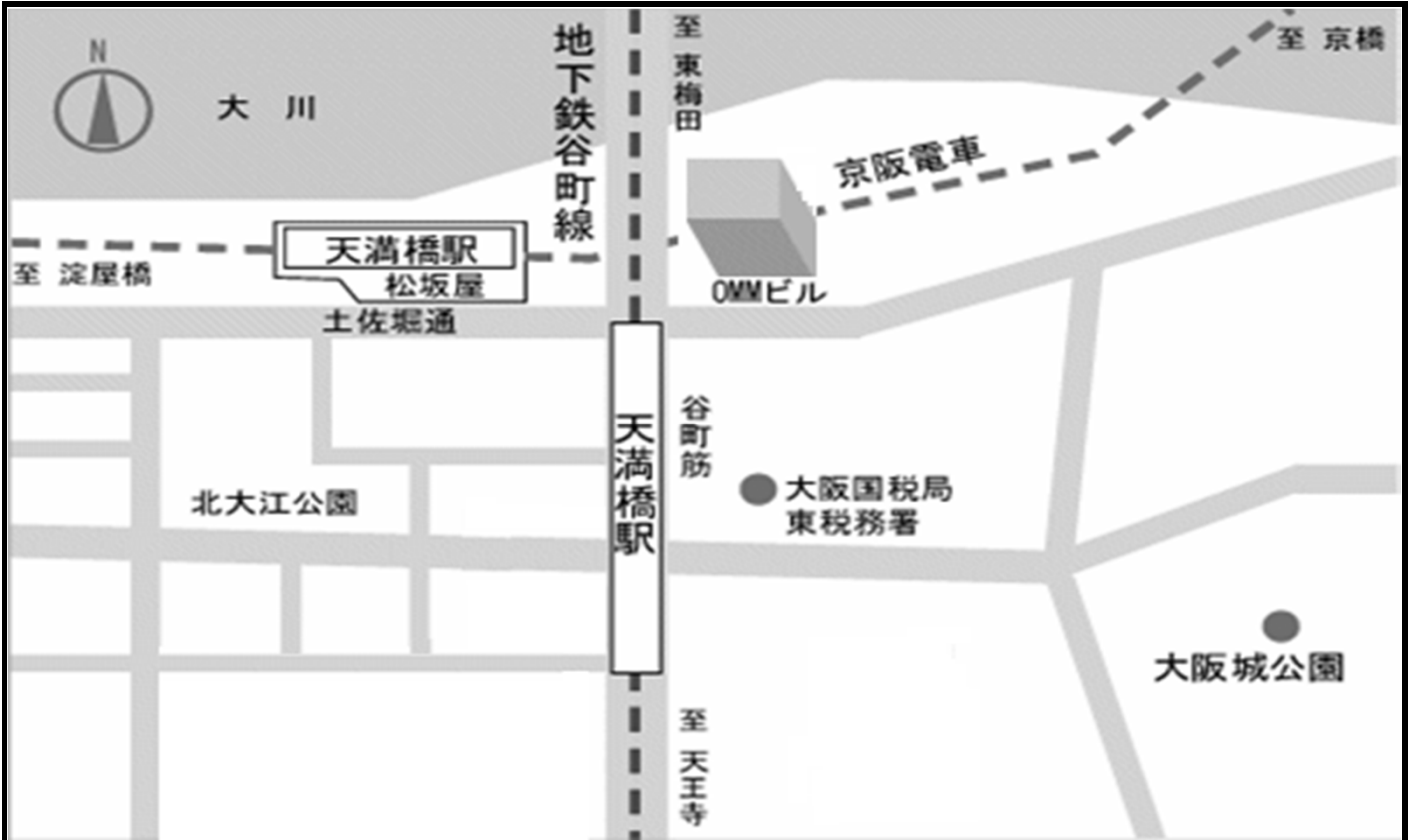 N
大 川
地下鉄谷町線
至 東梅田
至 京橋
京阪電車
天満橋駅
松坂屋
至 淀屋橋
OMMビル
土佐堀通
天満橋駅
谷町筋
大阪国税局
東税務署
北大江公園
大阪城公園
至 天王寺